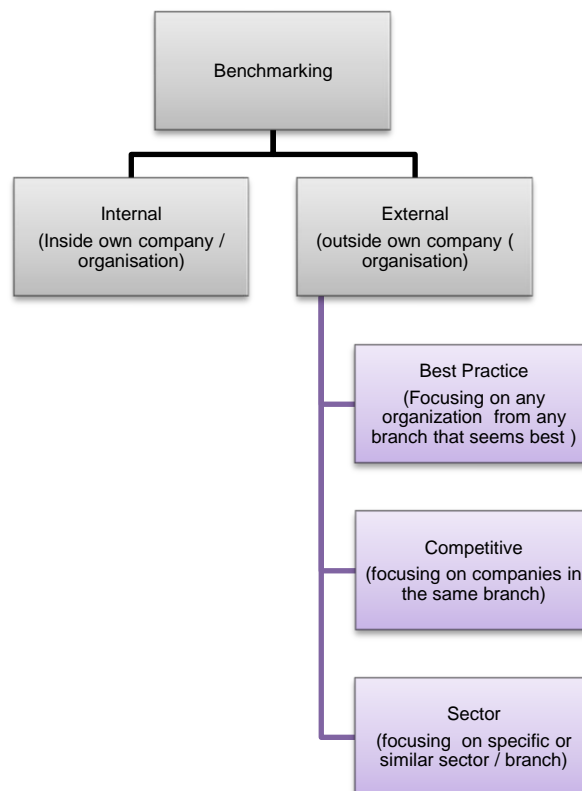 Benchmarking
Internal
(Inside own company /
organisation)
External
(outside own company (
organisation)
Best Practice
(Focusing on any
organization from any
branch that seems best )
Competitive
(focusing on companies in
the same branch)
Sector
(focusing on specific or
similar sector / branch)